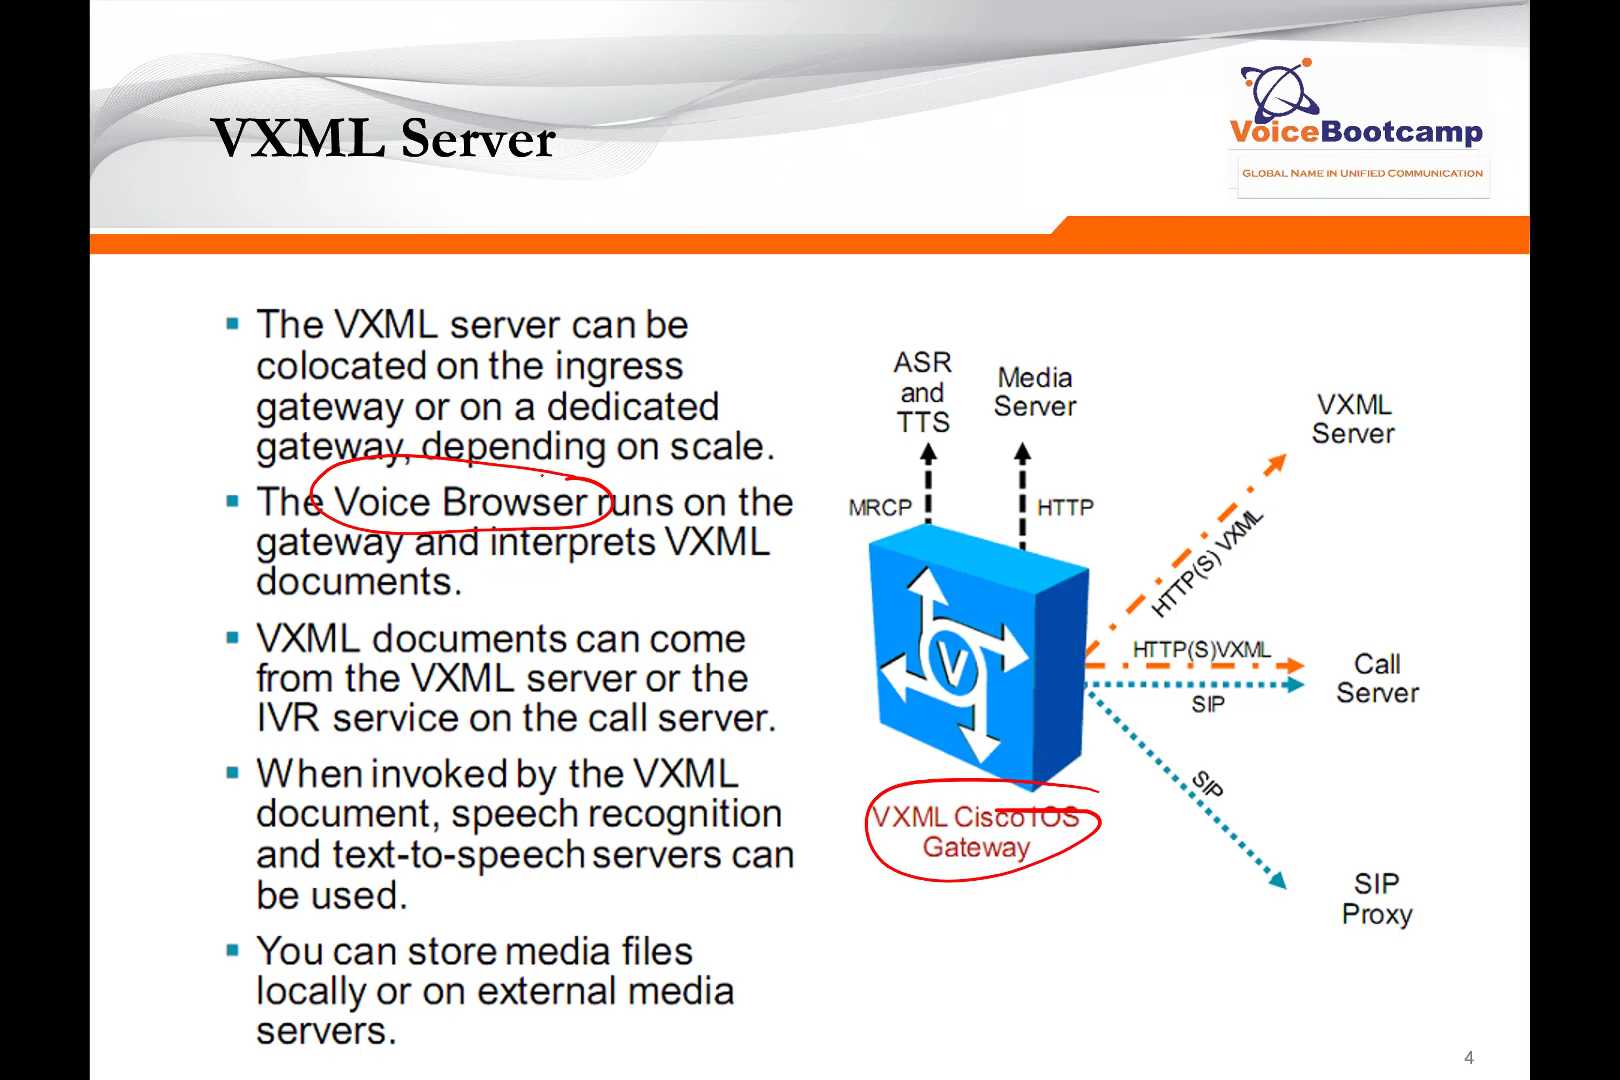 VXML Server
VoiceBootcamp
GLOBAL NAME IN UNIFIED COMMUNICATION
The VXML server can be
colocated on the ingress
gateway or on a dedicated
gateway, depending on scale.
The Voice Browser runs on the
gateway and interprets VXML
documents.
VXML documents can come
from the VXML server or the
IVR service on the call server.
When invoked by the VXML
document, speech recognition
and text-to-speech servers can
be used.
You can store media files
locally or on external media
servers.
ASR
and
TTS
Media
Server
VXML
Server
MRCP
HTTP
HTTP(S) VXML
HTTP(S)VXML
Call
Server
SIP
SIP
V
VXML Cisco IOS
Gateway
SIP
Proxy
4